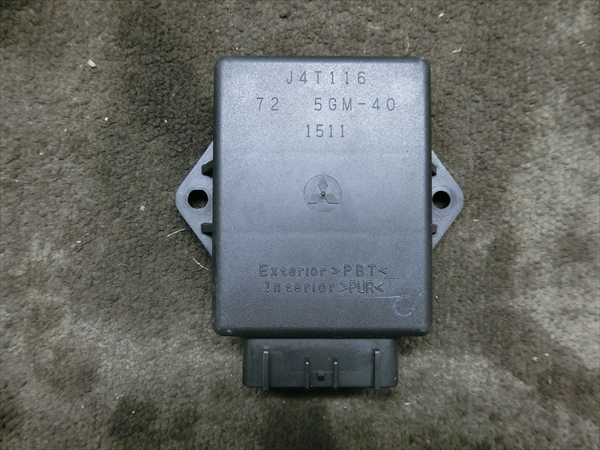 J4T116
72 5GM-40
1511
Exterior>PBT<
Interior>PUR<